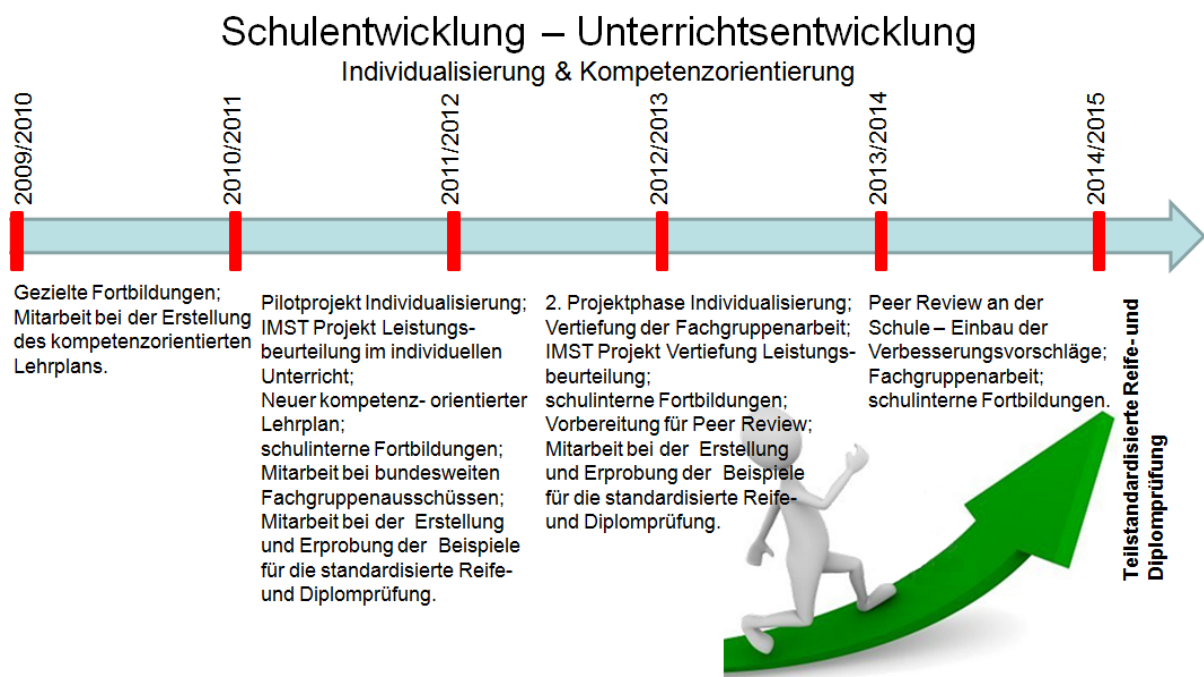 Schulentwicklung – Unterrichtsentwicklung
Individualisierung & Kompetenzorientierung
2009/2010
2010/2011
2011/2012
2012/2013
2013/2014
2014/2015
Gezielte Fortbildungen;
Mitarbeit bei der Erstellung
des kompetenzorientierten
Lehrplans.
Pilotprojekt Individualisierung;
IMST Projekt Leistungs-
beurteilung im individuellen
Unterricht;
Neuer kompetenz- orientierter
Lehrplan;
schulinterne Fortbildungen;
Mitarbeit bei bundesweiten
Fachgruppenausschüssen;
Mitarbeit bei der Erstellung
und Erprobung der Beispiele
für die standardisierte Reife-
und Diplomprüfung.
2. Projektphase Individualisierung;
Vertiefung der Fachgruppenarbeit;
IMST Projekt Vertiefung Leistungs-
beurteilung;
schulinterne Fortbildungen;
Vorbereitung für Peer Review;
Mitarbeit bei der Erstellung
und Erprobung der Beispiele
für die standardisierte Reife-
und Diplomprüfung.
Peer Review an der
Schule – Einbau der
Verbesserungsvorschläge;
Fachgruppenarbeit;
schulinterne Fortbildungen.
Teilstandardisierte Reife- und
Diplomprüfung